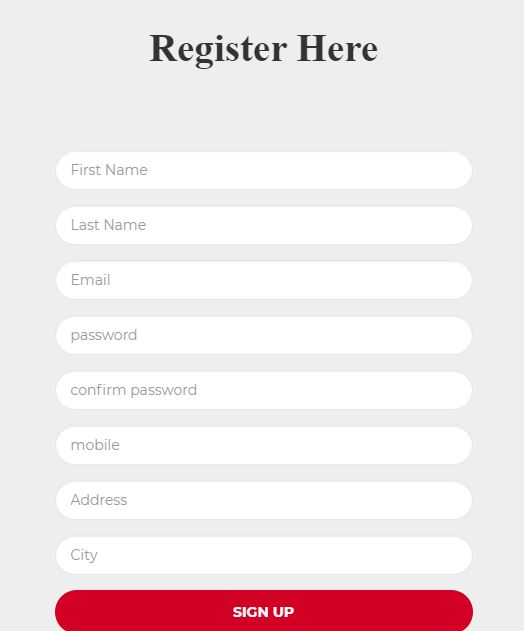 Register Here
First Name
Last Name
Email
password
confirm password
mobile
Address
City
SIGN UP